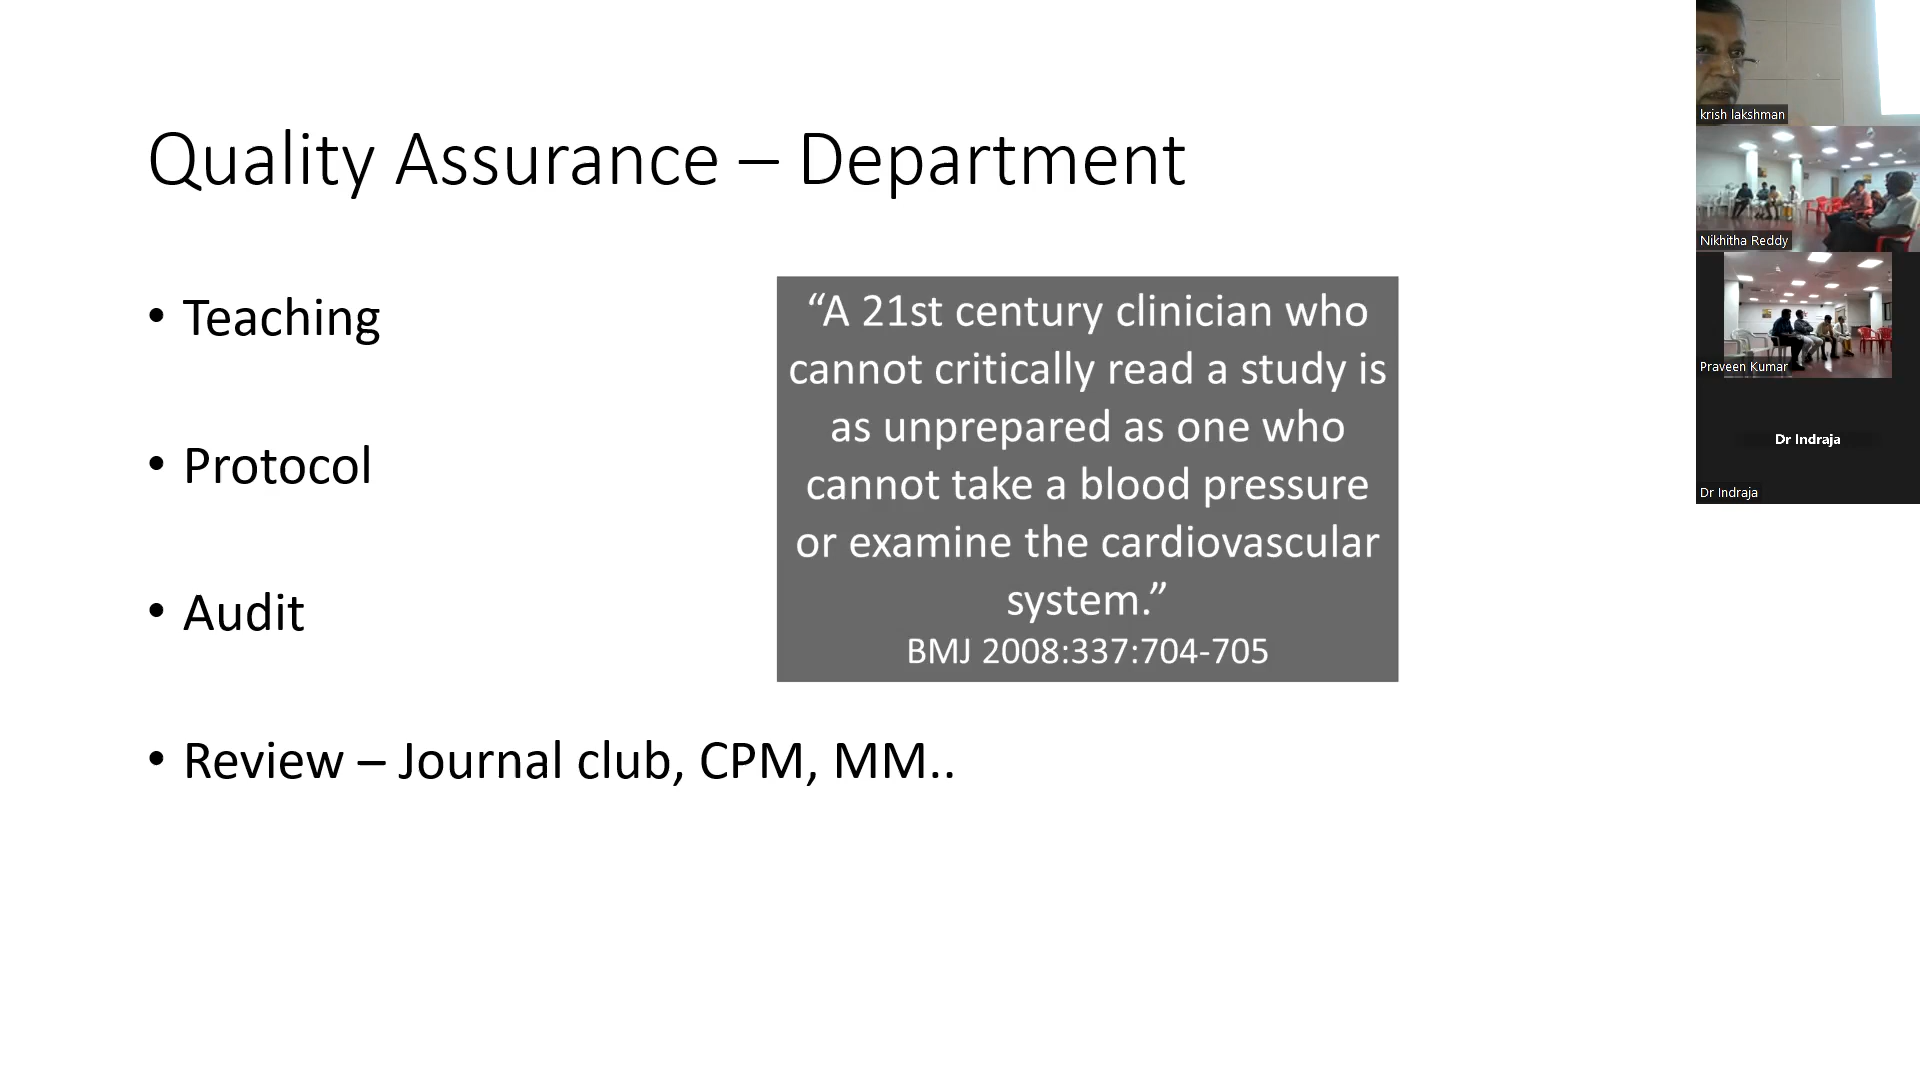 Quality Assurance – Department
• Teaching
• Protocol
• Audit
• Review – Journal club, CPM, MM..
“A 21st century clinician who
cannot critically read a study is
as unprepared as one who
cannot take a blood pressure
or examine the cardiovascular
system.”
BMJ 2008:337:704-705
krish lakshman
Nikhitha Reddy
Praveen Kumar
Dr Indraja
Dr Indraja